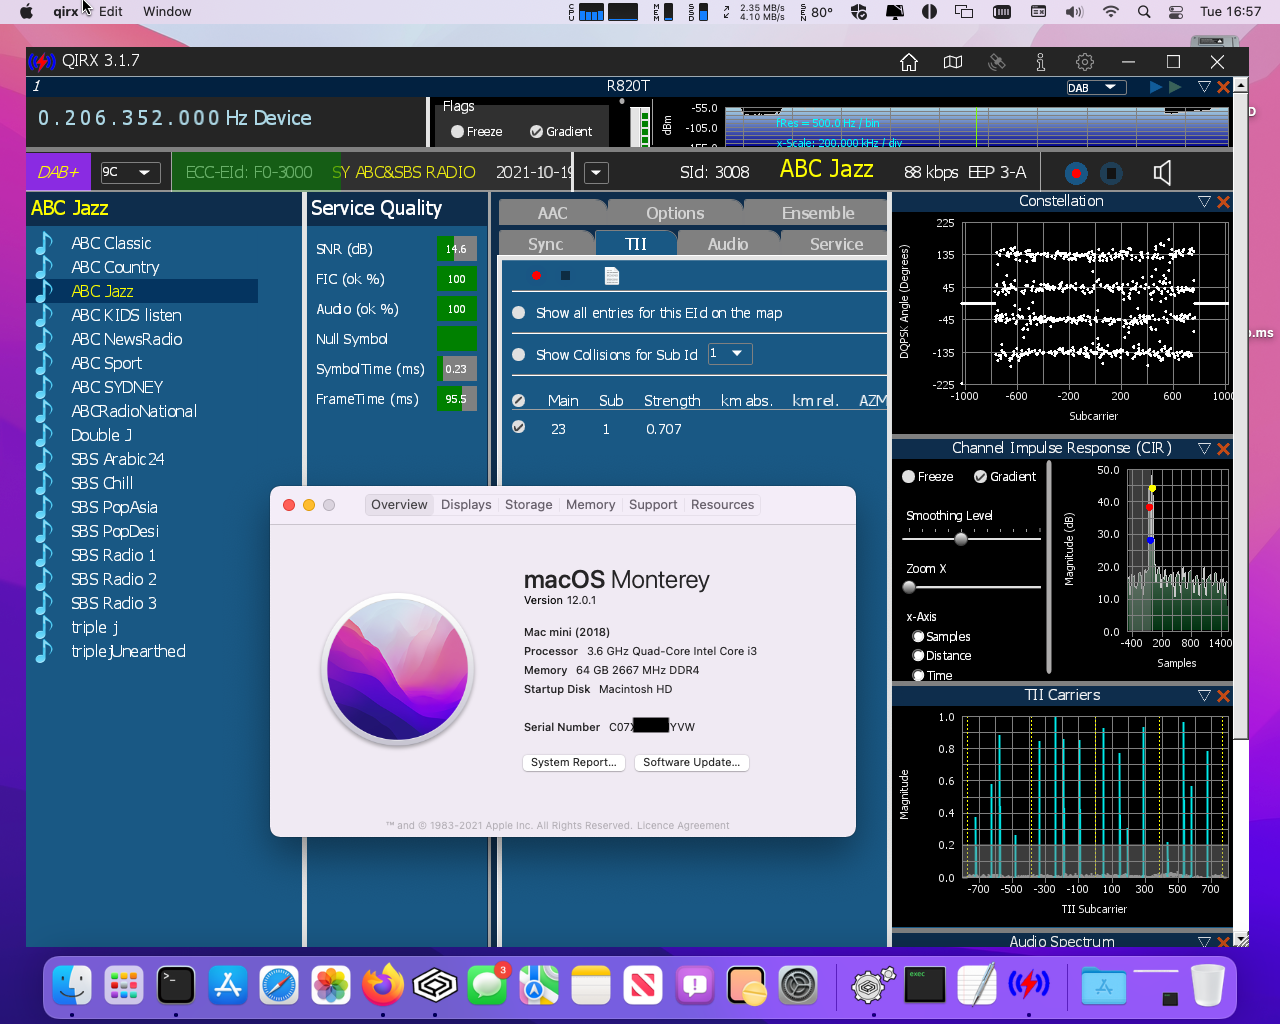 qirx Edit Window
CPU MEM SSD 2.35 MB/s 4.10 MB/s SEN 80° Tue 16:57
QIRX 3.1.7
1 R820T DAB
0.206.352.000 Hz Device
Flags
Freeze Gradient
dBm
-55.0
-105.0
fRes = 500.0 Hz / bin
x-Scale: 200.000 kHz / div
DAB+ 9C ECC-EId: F0-3000 SY ABC&SBS RADIO 2021-10-19 SId: 3008 ABC Jazz 88 kbps EEP 3-A
ABC Jazz
ABC Classic
ABC Country
ABC Jazz
ABC KIDS listen
ABC NewsRadio
ABC Sport
ABC SYDNEY
ABCRadioNational
Double J
SBS Arabic24
SBS Chill
SBS PopAsia
SBS PopDesi
SBS Radio 1
SBS Radio 2
SBS Radio 3
triple j
triplejUnearthed
Service Quality
SNR (dB) 14.6
FIC (ok %) 100
Audio (ok %) 100
Null Symbol
SymbolTime (ms) 0.23
FrameTime (ms) 95.5
AAC Options Ensemble
Sync TII Audio Service
Show all entries for this EId on the map
Show Collisions for Sub Id 1
Main Sub Strength km abs. km rel. AZM
23 1 0.707
Constellation
DQPSK Angle (Degrees)
225
135
45
-45
-135
-225
-1000 -600 -200 200 600 1000
Subcarrier
Channel Impulse Response (CIR)
Freeze Gradient
Smoothing Level
Zoom X
x-Axis
Samples
Distance
Time
Magnitude (dB)
50.0
40.0
30.0
20.0
10.0
0.0
-400 200 800 1400
Samples
TII Carriers
Magnitude
1.0
0.8
0.6
0.4
0.2
0.0
-700 -500 -300 -100 100 300 500 700
TII Subcarrier
Audio Spectrum
Overview Displays Storage Memory Support Resources
macOS Monterey
Version 12.0.1
Mac mini (2018)
Processor 3.6 GHz Quad-Core Intel Core i3
Memory 64 GB 2667 MHz DDR4
Startup Disk Macintosh HD
Serial Number C07 YVW
System Report... Software Update...
™ and © 1983-2021 Apple Inc. All Rights Reserved. Licence Agreement
D
o.ms
3
exec